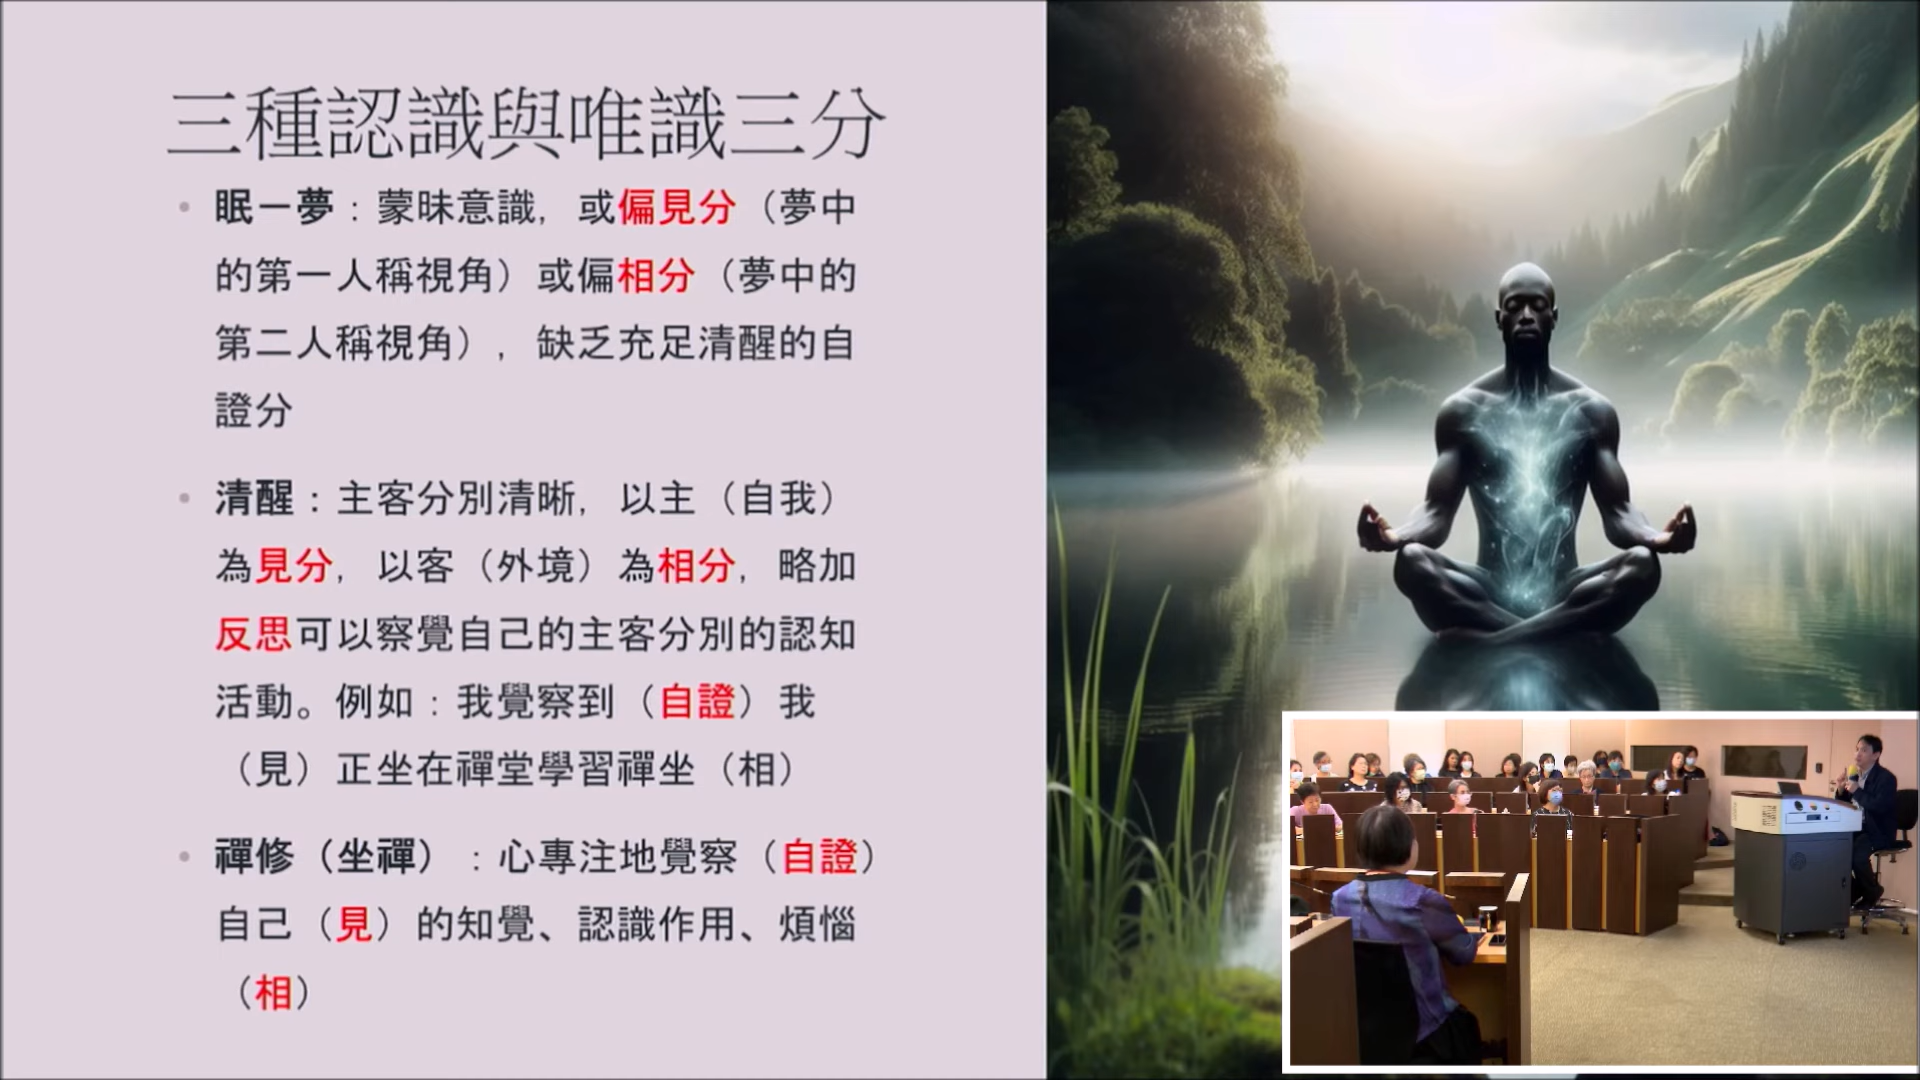 三種認識與唯識三分
• 眠－夢：蒙昧意識，或偏見分（夢中
的第一人稱視角）或偏相分（夢中的
第二人稱視角），缺乏充足清醒的自
證分
• 清醒：主客分別清晰，以主（自我）
為見分，以客（外境）為相分，略加
反思可以察覺自己的主客分別的認知
活動。例如：我覺察到（自證）我
（見）正坐在禪堂學習禪坐（相）
• 禪修（坐禪）：心專注地覺察（自證）
自己（見）的知覺、認識作用、煩惱
（相）